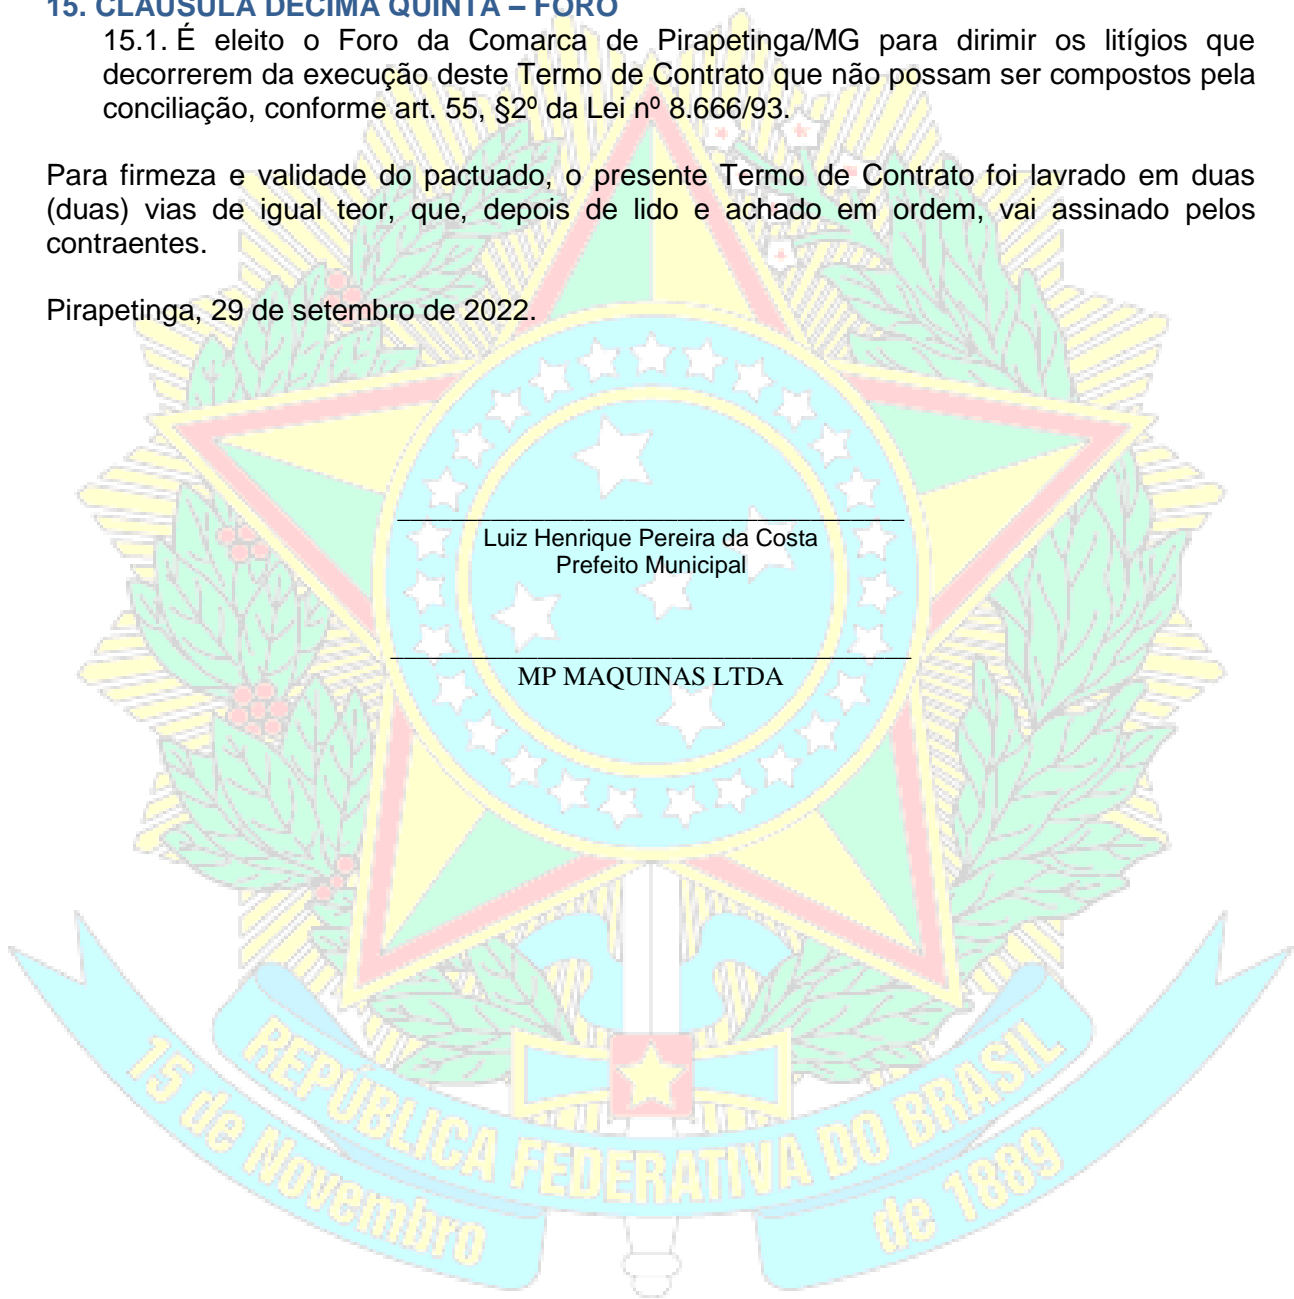 15. CLÁUSULA DÉCIMA QUINTA – FORO
15.1. É eleito o Foro da Comarca de Pirapetinga/MG para dirimir os litígios que
decorrerem da execução deste Termo de Contrato que não possam ser compostos pela
conciliação, conforme art. 55, §2º da Lei nº 8.666/93.
Para firmeza e validade do pactuado, o presente Termo de Contrato foi lavrado em duas
(duas) vias de igual teor, que, depois de lido e achado em ordem, vai assinado pelos
contraentes.
Pirapetinga, 29 de setembro de 2022.
Luiz Henrique Pereira da Costa
Prefeito Municipal
MP MAQUINAS LTDA
REPÚBLICA FEDERATIVA DO BRASIL
15 de Novembro
de 1889